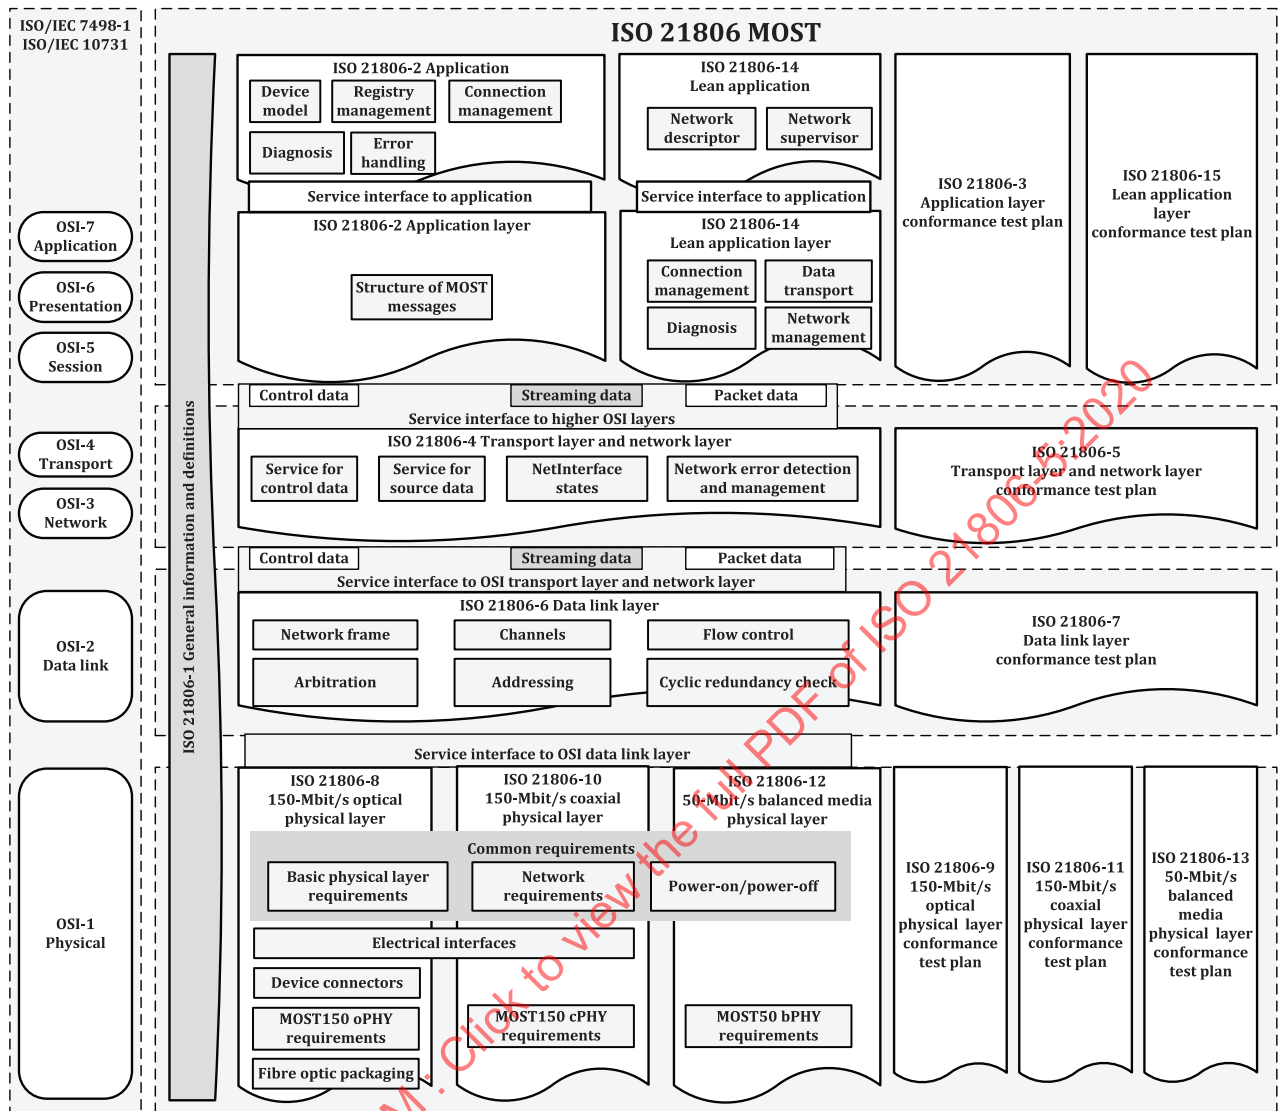 ISO/IEC 7498-1
ISO/IEC 10731
ISO 21806 MOST
OSI-7
Application
OSI-6
Presentation
OSI-5
Session
OSI-4
Transport
OSI-3
Network
OSI-2
Data link
OSI-1
Physical
ISO 21806-1 General information and definitions
ISO 21806-2 Application
Device
model
Registry
management
Connection
management
Diagnosis
Error
handling
Service interface to application
ISO 21806-2 Application layer
Structure of MOST
messages
ISO 21806-14
Lean application
Network
descriptor
Network
supervisor
Service interface to application
ISO 21806-14
Lean application layer
Connection
management
Data
transport
Diagnosis
Network
management
ISO 21806-3
Application layer
conformance test plan
ISO 21806-15
Lean application
layer
conformance test plan
Control data
Streaming data
Packet data
Service interface to higher OSI layers
ISO 21806-4 Transport layer and network layer
Service for
control data
Service for
source data
NetInterface
states
Network error detection
and management
ISO 21806-5
Transport layer and network layer
conformance test plan
Control data
Streaming data
Packet data
Service interface to OSI transport layer and network layer
ISO 21806-6 Data link layer
Network frame
Channels
Flow control
Arbitration
Addressing
Cyclic redundancy check
ISO 21806-7
Data link layer
conformance test plan
Service interface to OSI data link layer
ISO 21806-8
150-Mbit/s optical
physical layer
ISO 21806-10
150-Mbit/s coaxial
physical layer
ISO 21806-12
50-Mbit/s balanced media
physical layer
Common requirements
Basic physical layer
requirements
Network
requirements
Power-on/power-off
Electrical interfaces
Device connectors
MOST150 oPHY
requirements
Fibre optic packaging
MOST150 cPHY
requirements
MOST50 bPHY
requirements
ISO 21806-9
150-Mbit/s
optical
physical layer
conformance
test plan
ISO 21806-11
150-Mbit/s
coaxial
physical layer
conformance
test plan
ISO 21806-13
50-Mbit/s
balanced
media
physical layer
conformance
test plan
M : Click to view the full PDF of ISO 21806-5:2020